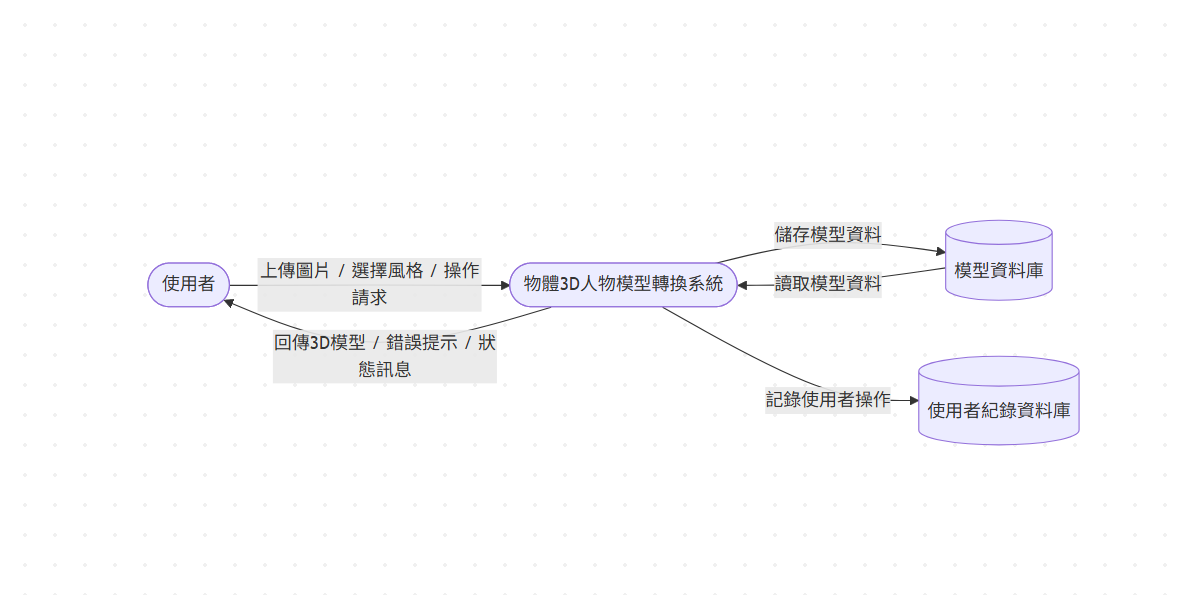 儲存模型資料
模型資料庫
上傳圖片 / 選擇風格 / 操作
請求
使用者
物體3D人物模型轉換系統
讀取模型資料
回傳3D模型 / 錯誤提示 / 狀
態訊息
記錄使用者操作
使用者紀錄資料庫